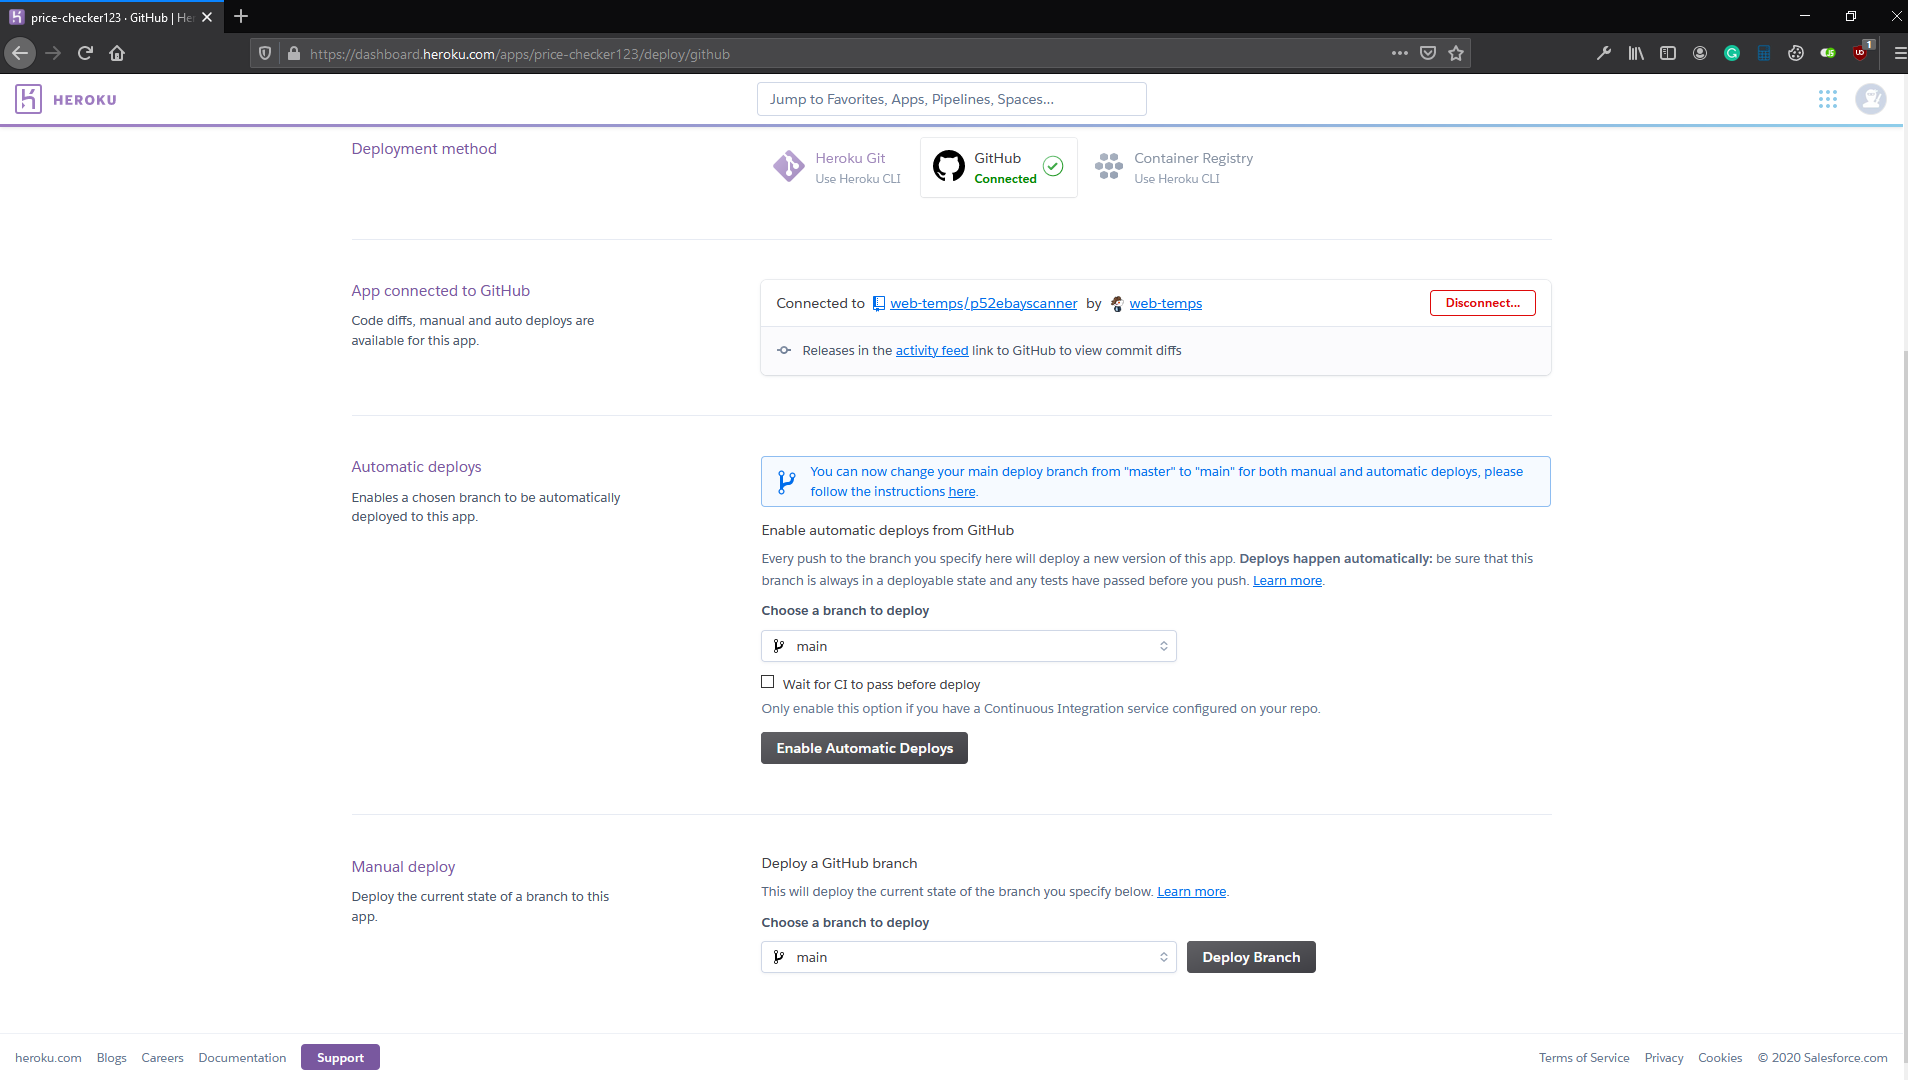 price-checker123 · GitHub | He
https://dashboard.heroku.com/apps/price-checker123/deploy/github
1
HEROKU
Jump to Favorites, Apps, Pipelines, Spaces...
Deployment method
Heroku Git
Use Heroku CLI
GitHub
Connected
Container Registry
Use Heroku CLI
App connected to GitHub
Code diffs, manual and auto deploys are
available for this app.
Connected to web-temps/p52ebayscanner by web-temps
Disconnect...
Releases in the activity feed link to GitHub to view commit diffs
Automatic deploys
Enables a chosen branch to be automatically
deployed to this app.
You can now change your main deploy branch from "master" to "main" for both manual and automatic deploys, please
follow the instructions here.
Enable automatic deploys from GitHub
Every push to the branch you specify here will deploy a new version of this app. Deploys happen automatically: be sure that this
branch is always in a deployable state and any tests have passed before you push. Learn more.
Choose a branch to deploy
main
Wait for CI to pass before deploy
Only enable this option if you have a Continuous Integration service configured on your repo.
Enable Automatic Deploys
Manual deploy
Deploy the current state of a branch to this
app.
Deploy a GitHub branch
This will deploy the current state of the branch you specify below. Learn more.
Choose a branch to deploy
main
Deploy Branch
heroku.com Blogs Careers Documentation Support
Terms of Service Privacy Cookies © 2020 Salesforce.com